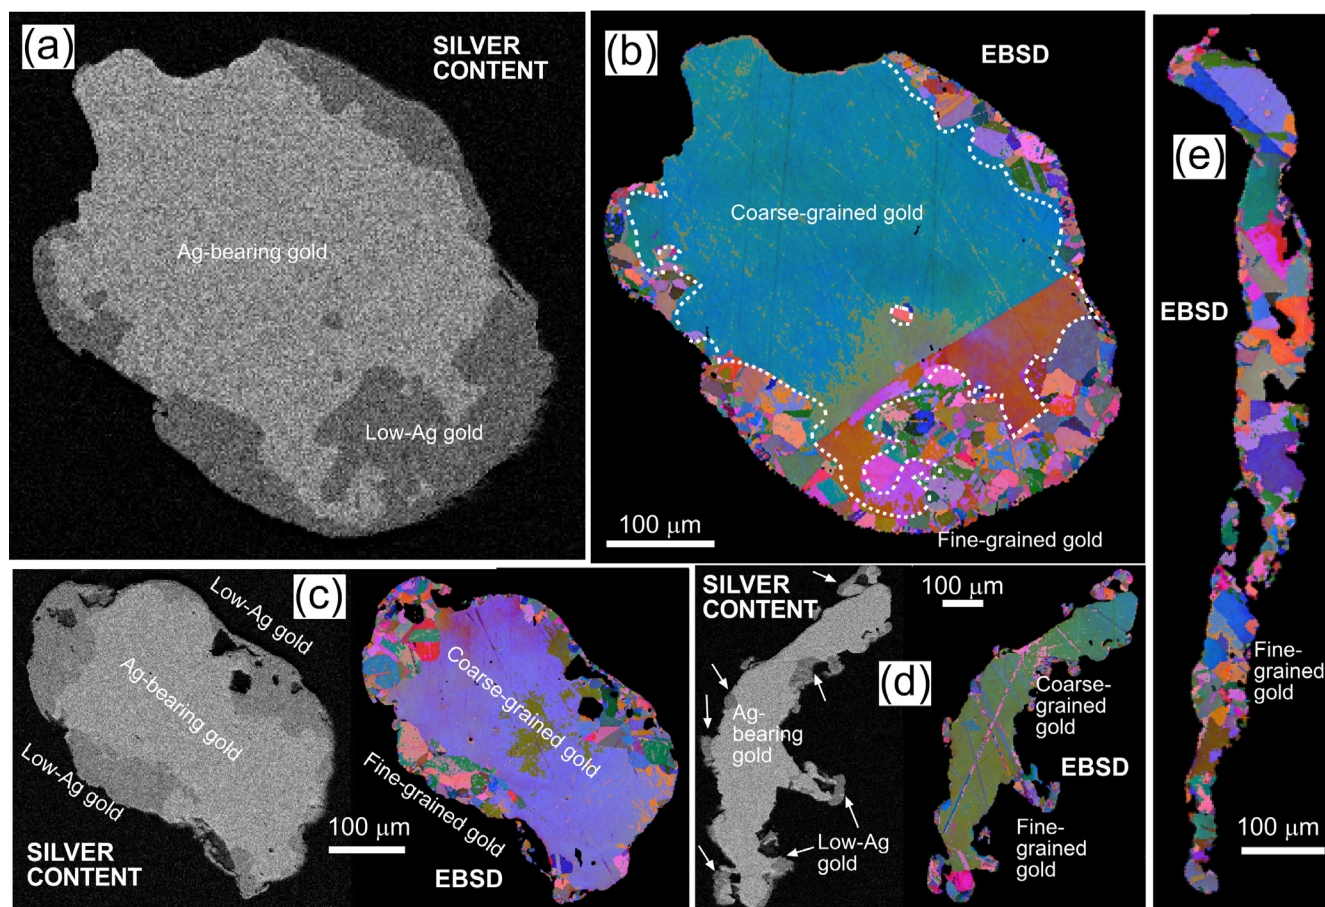 (a)
SILVER
CONTENT
Ag-bearing gold
Low-Ag gold
(b)
EBSD
Coarse-grained gold
100 μm
Fine-grained gold
(c)
Low-Ag gold
Ag-bearing gold
Low-Ag gold
SILVER
CONTENT
Coarse-grained gold
Fine-grained gold
100 μm
EBSD
SILVER
CONTENT
100 μm
(d)
Ag-
bearing
gold
Low-Ag
gold
Coarse-
grained
gold
EBSD
Fine-
grained
gold
(e)
EBSD
Fine-
grained
gold
100 μm